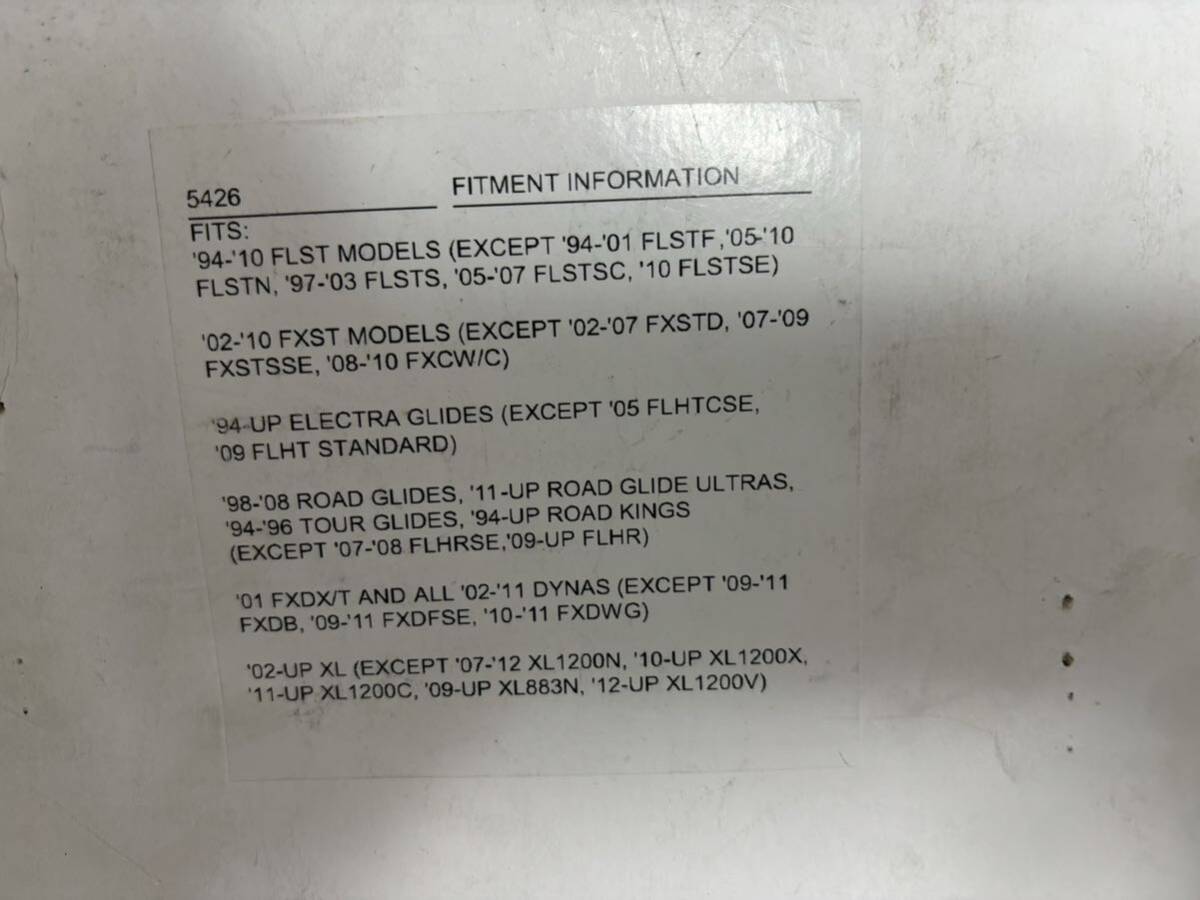 5426
FITMENT INFORMATION
FITS:
'94-'10 FLST MODELS (EXCEPT '94-'01 FLSTF,'05-'10
FLSTN, '97-'03 FLSTS, '05-'07 FLSTSC, '10 FLSTSE)
'02-'10 FXST MODELS (EXCEPT '02-'07 FXSTD, '07-'09
FXSTSSE, '08-'10 FXCW/C)
'94-UP ELECTRA GLIDES (EXCEPT '05 FLHTCSE,
'09 FLHT STANDARD)
'98-'08 ROAD GLIDES, '11-UP ROAD GLIDE ULTRAS,
'94-'96 TOUR GLIDES, '94-UP ROAD KINGS
(EXCEPT '07-'08 FLHRSE,'09-UP FLHR)
'01 FXDX/T AND ALL '02-'11 DYNAS (EXCEPT '09-'11
FXDB, '09-'11 FXDFSE, '10-'11 FXDWG)
'02-UP XL (EXCEPT '07-'12 XL1200N, '10-UP XL1200X,
'11-UP XL1200C, '09-UP XL883N, '12-UP XL1200V)